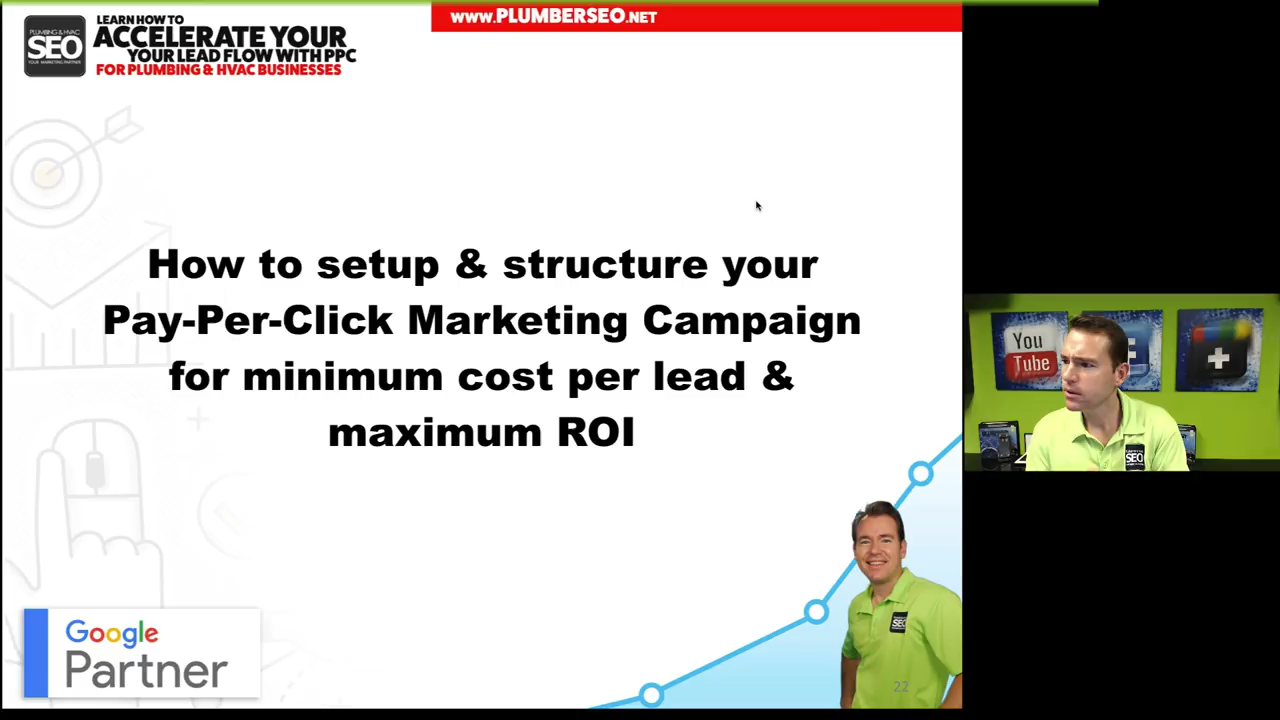 PLUMBING & HVAC
SEO
YOUR MARKETING PARTNER
LEARN HOW TO
ACCELERATE YOUR
YOUR LEAD FLOW WITH PPC
FOR PLUMBING & HVAC BUSINESSES
www.PLUMBERSEO.NET
How to setup & structure your
Pay-Per-Click Marketing Campaign
for minimum cost per lead &
maximum ROI
You
Tube
SEO
SEO
22
Google
Partner